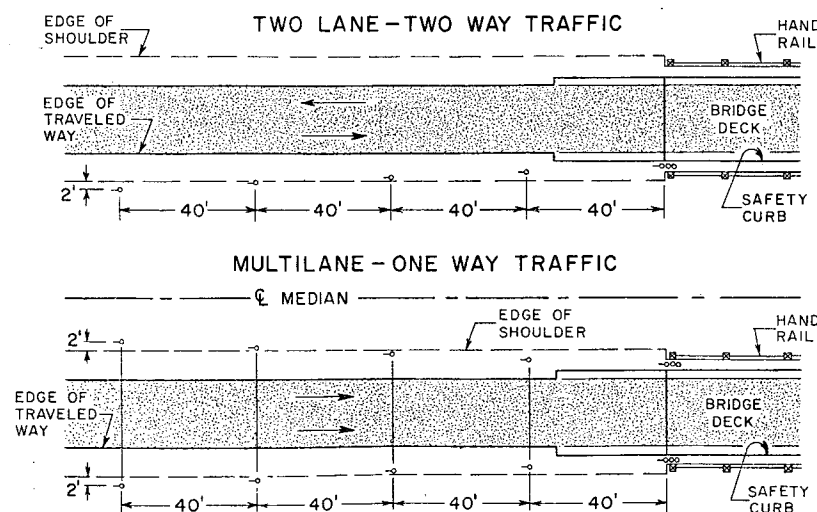 TWO LANE-TWO WAY TRAFFIC
EDGE OF
SHOULDER
HAND
RAIL
EDGE OF
TRAVELED
WAY
BRIDGE
DECK
2'
40'
40'
40'
40'
SAFETY
CURB
MULTILANE-ONE WAY TRAFFIC
℄ MEDIAN
2'
EDGE OF
SHOULDER
HAND
RAIL
EDGE OF
TRAVELED
WAY
BRIDGE
DECK
2'
40'
40'
40'
40'
SAFETY
CURB